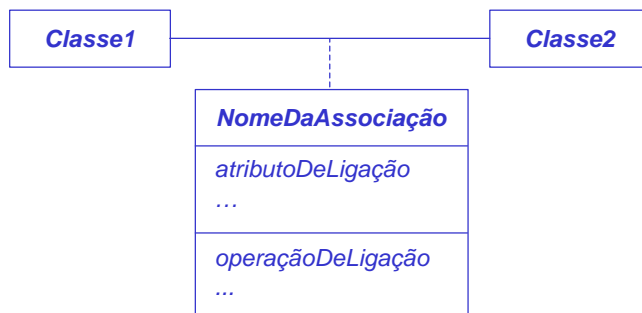 Classe1
Classe2
NomeDaAssociação
atributoDeLigação
…
operaçãoDeLigação
...